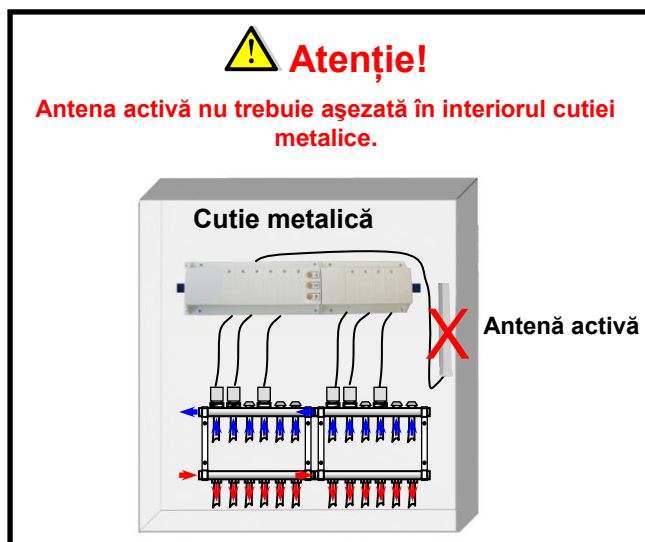 Atenție!
Antena activă nu trebuie aşezată în interiorul cutiei
metalice.
Cutie metalică
Antenă activă